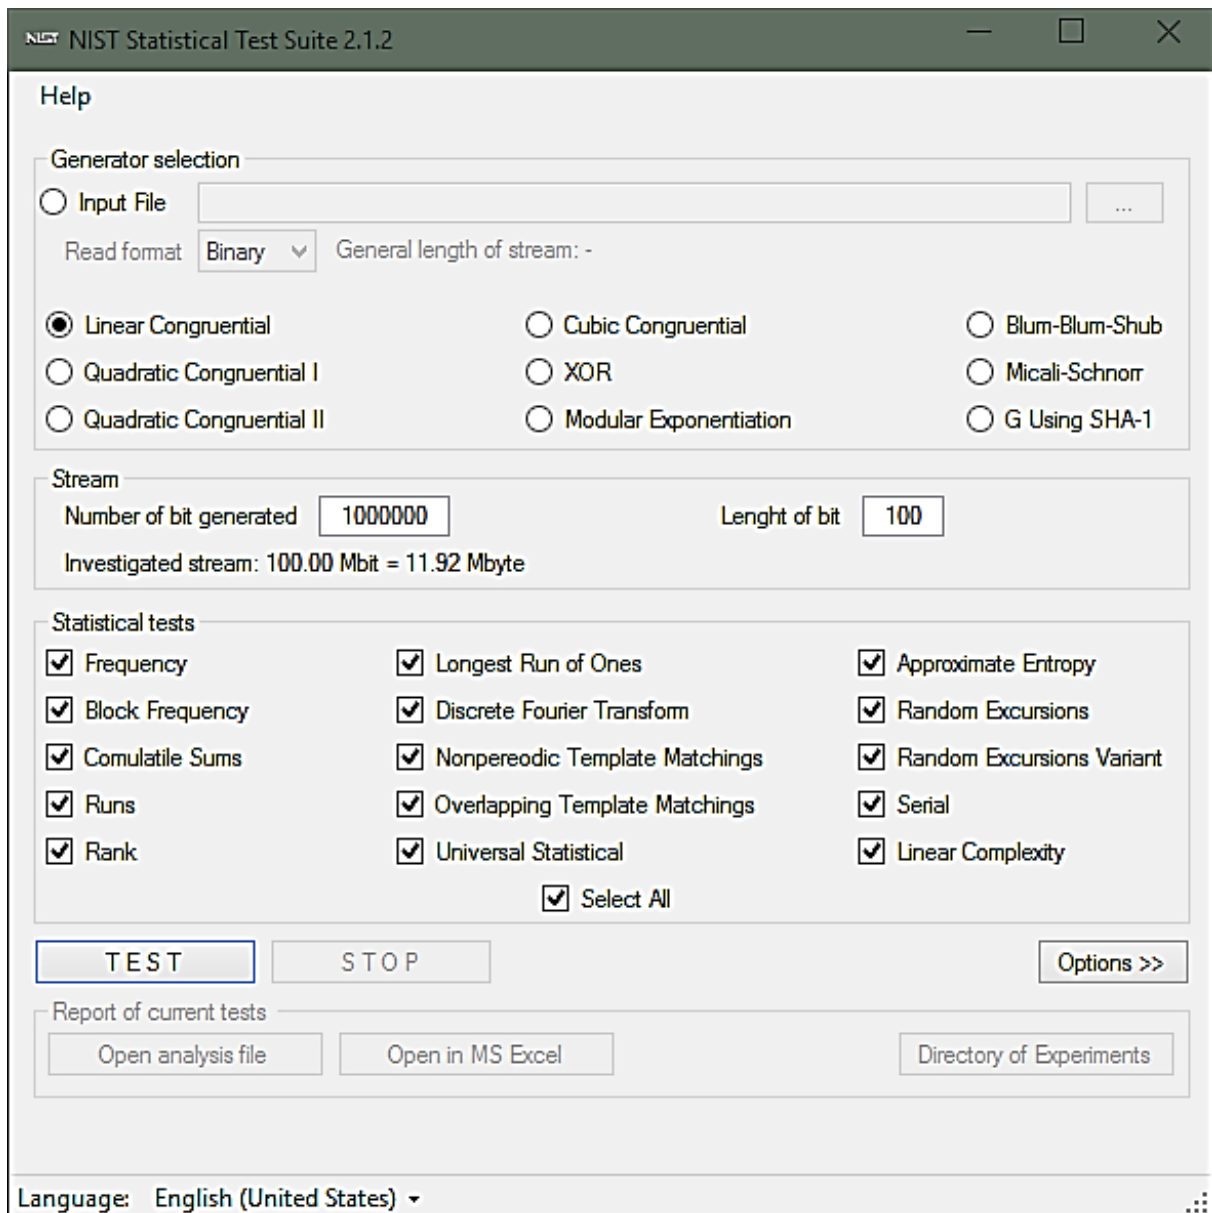 NIST NIST Statistical Test Suite 2.1.2
Help
Generator selection
Input File ...
Read format Binary General length of stream: -
Linear Congruential Cubic Congruential Blum-Blum-Shub
Quadratic Congruential I XOR Micali-Schnorr
Quadratic Congruential II Modular Exponentiation G Using SHA-1
Stream
Number of bit generated 1000000 Lenght of bit 100
Investigated stream: 100.00 Mbit = 11.92 Mbyte
Statistical tests
Frequency Longest Run of Ones Approximate Entropy
Block Frequency Discrete Fourier Transform Random Excursions
Comulatile Sums Nonpereodic Template Matchings Random Excursions Variant
Runs Overlapping Template Matchings Serial
Rank Universal Statistical Linear Complexity
Select All
TEST STOP Options >>
Report of current tests
Open analysis file Open in MS Excel Directory of Experiments
Language: English (United States)